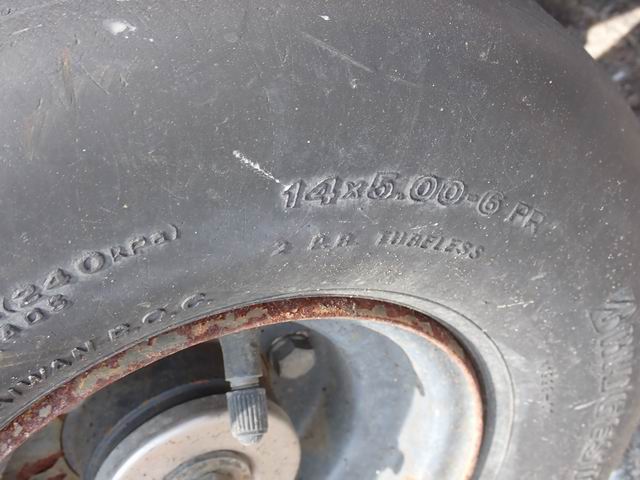 14x5.00-6 PR
2 P.R. TUBELESS
(240KPa)
TAIWAN R.O.C.